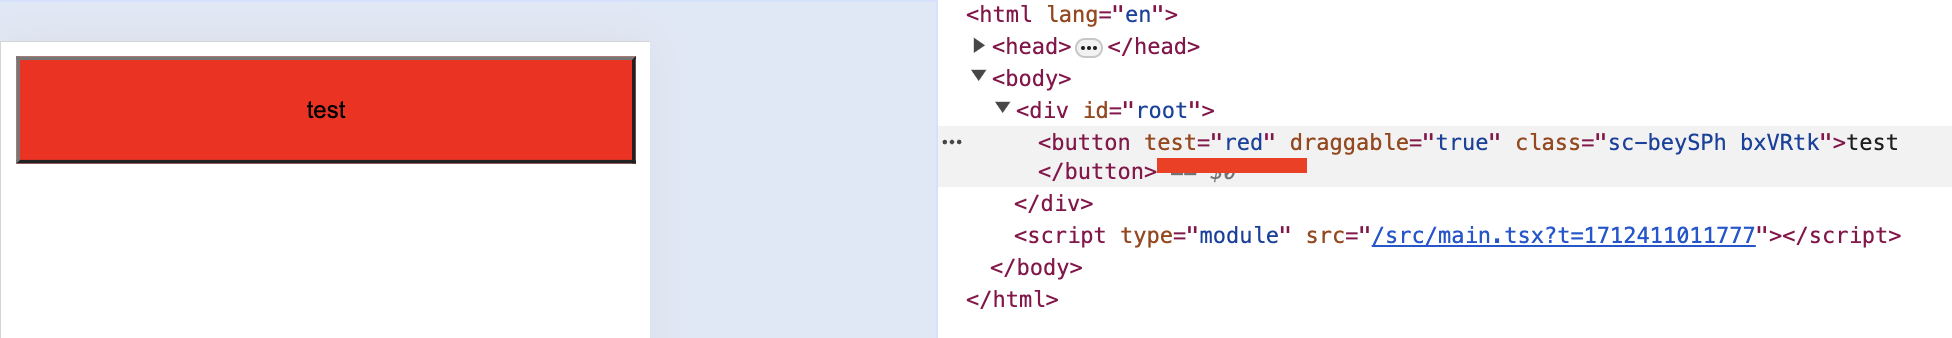 test
<html lang="en">
<head> ••• </head>
<body>
<div id="root">
••• <button test="red" draggable="true" class="sc-beySPh bxVRtk">test
</button> == $0
</div>
<script type="module" src="/src/main.tsx?t=1712411011777"></script>
</body>
</html>